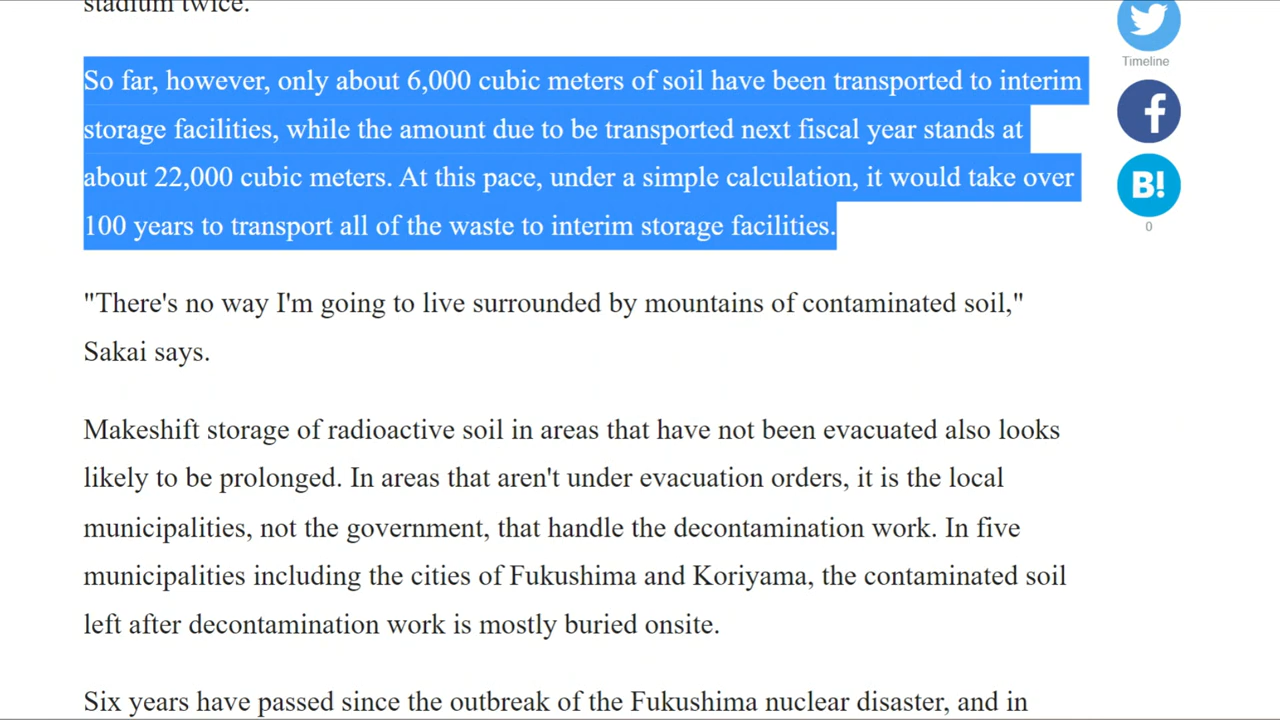 stadium twice.
So far, however, only about 6,000 cubic meters of soil have been transported to interim
storage facilities, while the amount due to be transported next fiscal year stands at
about 22,000 cubic meters. At this pace, under a simple calculation, it would take over
100 years to transport all of the waste to interim storage facilities.
"There's no way I'm going to live surrounded by mountains of contaminated soil,"
Sakai says.
Makeshift storage of radioactive soil in areas that have not been evacuated also looks
likely to be prolonged. In areas that aren't under evacuation orders, it is the local
municipalities, not the government, that handle the decontamination work. In five
municipalities including the cities of Fukushima and Koriyama, the contaminated soil
left after decontamination work is mostly buried onsite.
Six years have passed since the outbreak of the Fukushima nuclear disaster, and in
Timeline
f
B!
0